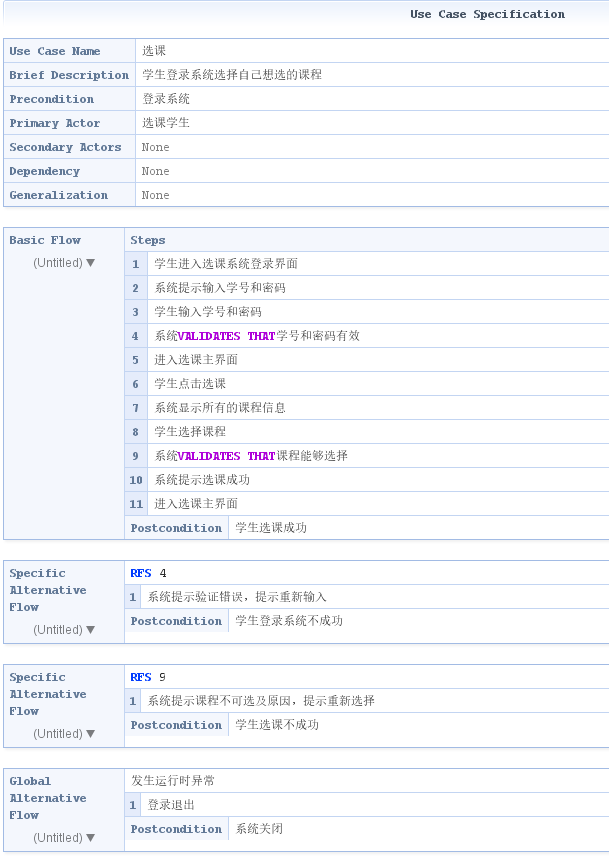 Use Case Specification
Use Case Name 选课
Brief Description 学生登录系统选择自己想选的课程
Precondition 登录系统
Primary Actor 选课学生
Secondary Actors None
Dependency None
Generalization None
Basic Flow Steps
(Untitled) ▼
1 学生进入选课系统登录界面
2 系统提示输入学号和密码
3 学生输入学号和密码
4 系统VALIDATES THAT学号和密码有效
5 进入选课主界面
6 学生点击选课
7 系统显示所有的课程信息
8 学生选择课程
9 系统VALIDATES THAT课程能够选择
10 系统提示选课成功
11 进入选课主界面
Postcondition 学生选课成功
Specific Alternative Flow
(Untitled) ▼
RFS 4
1 系统提示验证错误，提示重新输入
Postcondition 学生登录系统不成功
Specific Alternative Flow
(Untitled) ▼
RFS 9
1 系统提示课程不可选及原因，提示重新选择
Postcondition 学生选课不成功
Global Alternative Flow
(Untitled) ▼
发生运行时异常
1 登录退出
Postcondition 系统关闭